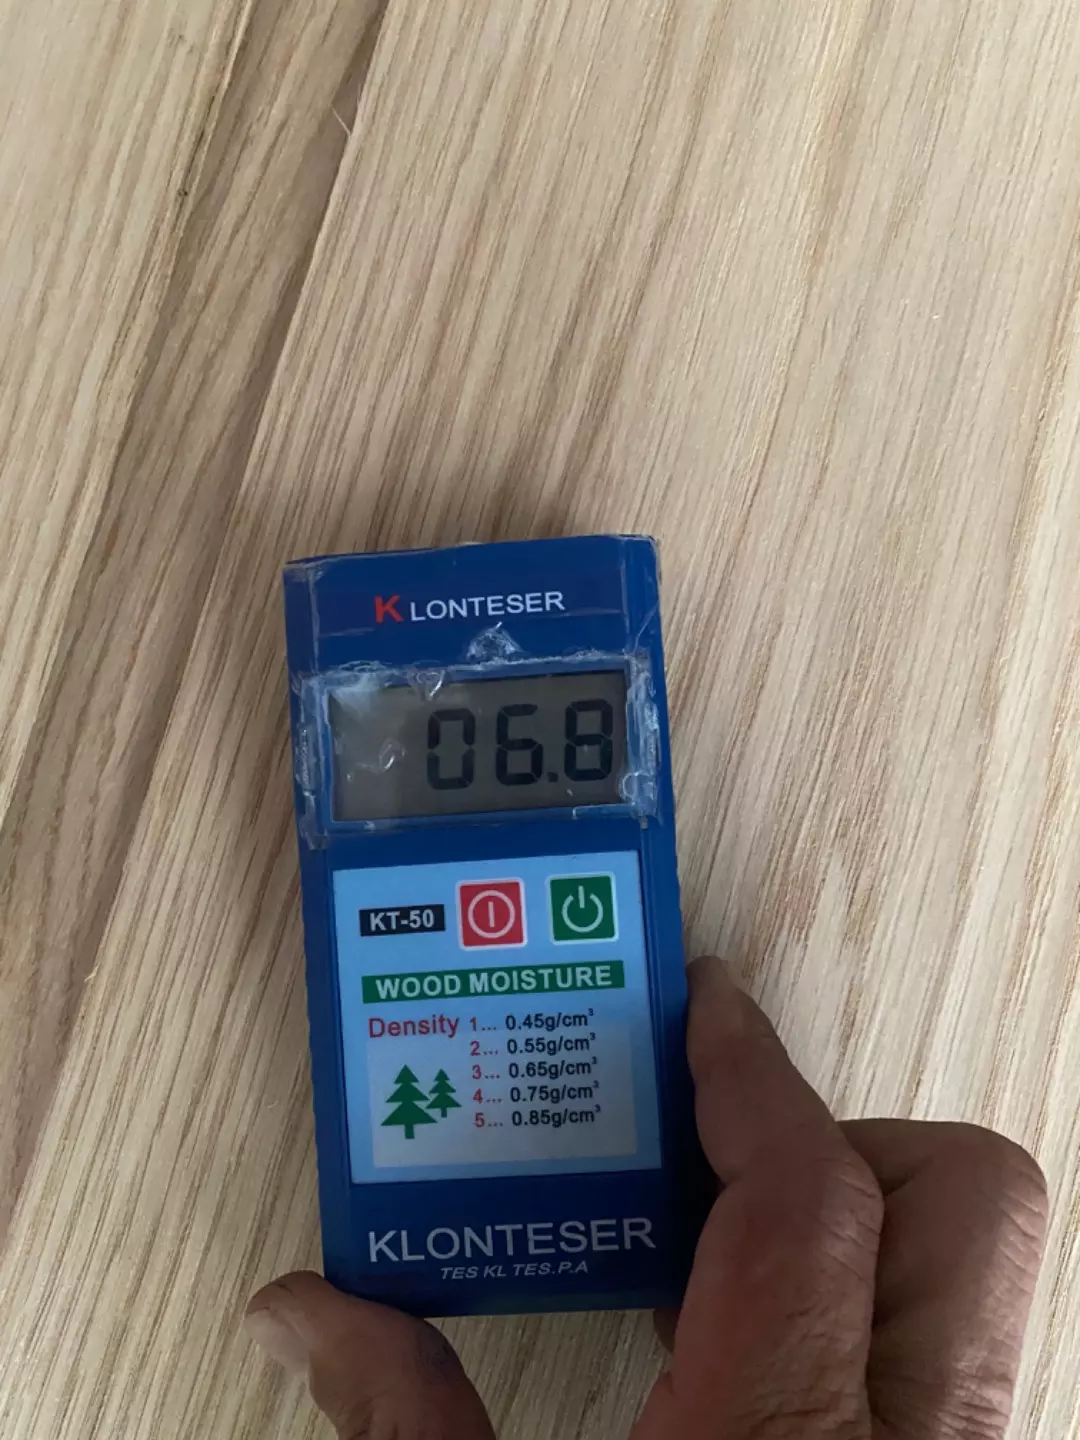 KLONTESER
06.8
KT-50
WOOD MOISTURE
Density 1... 0.45g/cm³
2... 0.55g/cm³
3... 0.65g/cm³
4... 0.75g/cm³
5... 0.85g/cm³
KLONTESER
TES KL TES.P.A